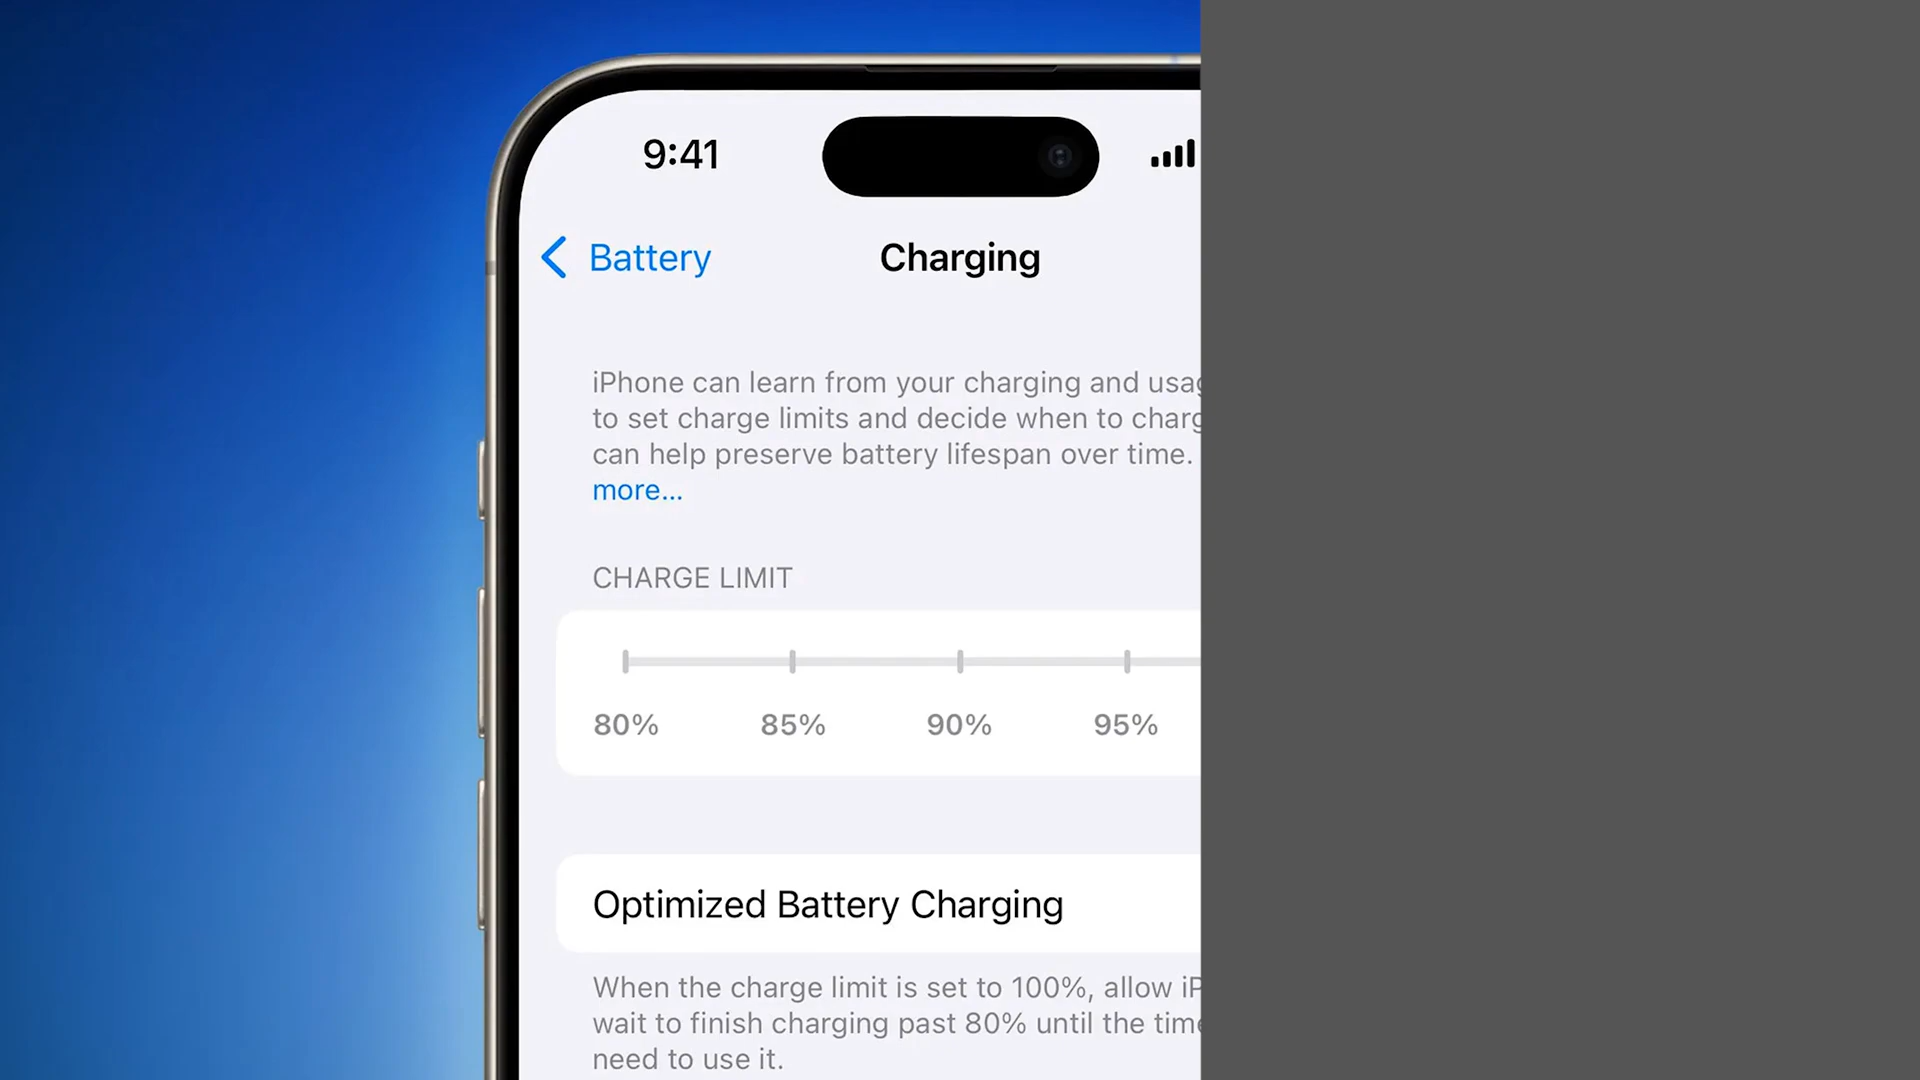 9:41
Battery
Charging
iPhone can learn from your charging and
to set charge limits and decide when to
can help preserve battery lifespan over time.
more...
CHARGE LIMIT
80% 85% 90% 95%
Optimized Battery Charging
When the charge limit is set to 100%, allow
wait to finish charging past 80% until the
need to use it.